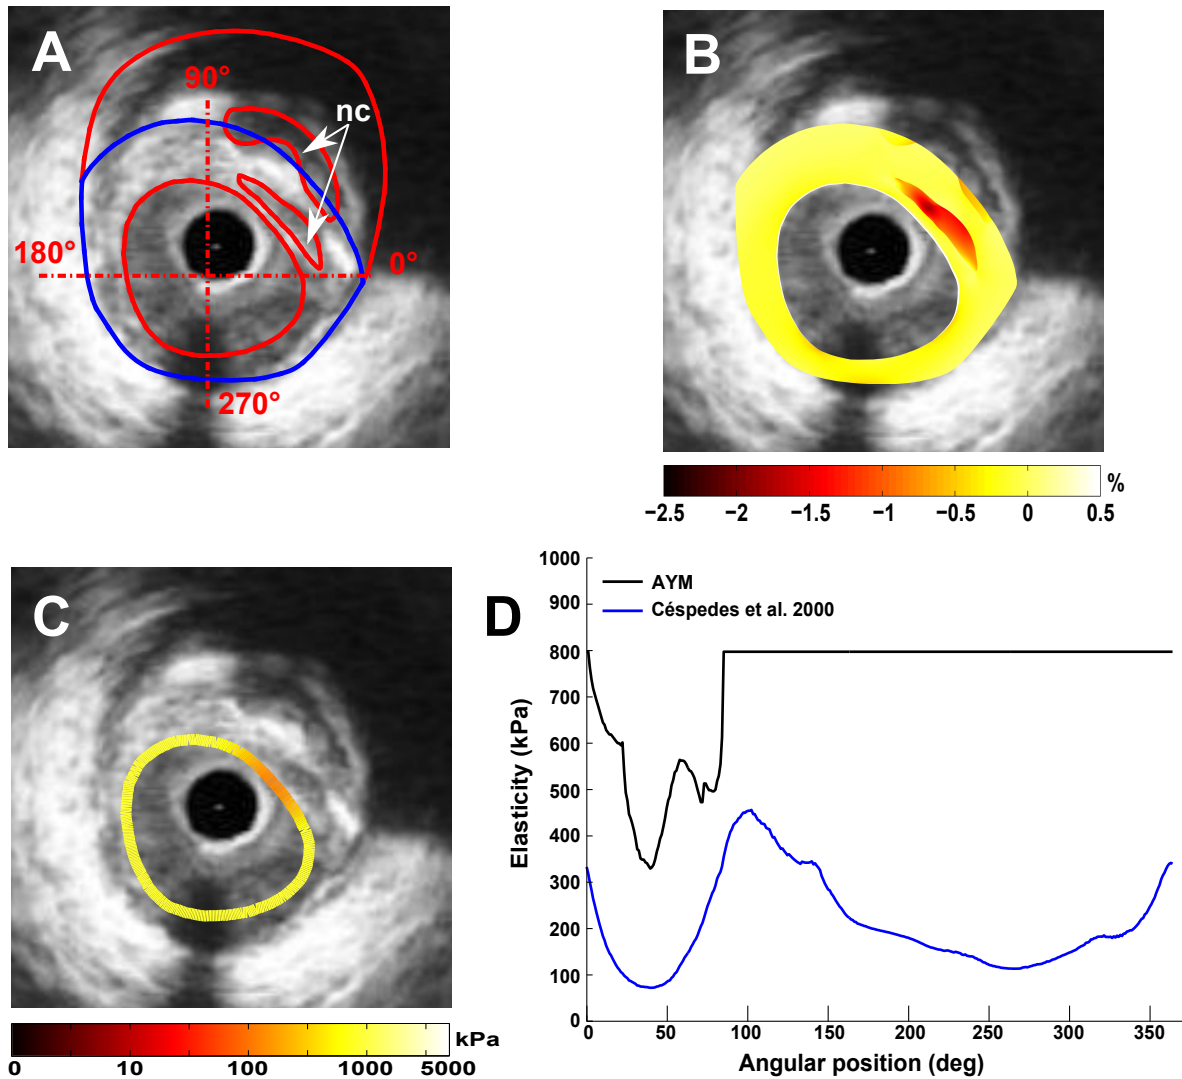 A
90°
nc
180°
0°
270°
B
%
−2.5 −2 −1.5 −1 −0.5 0 0.5
C
kPa
0 10 100 1000 5000
D
AYM
Céspedes et al. 2000
Elasticity (kPa)
1000
900
800
700
600
500
400
300
200
100
0
0 50 100 150 200 250 300 350
Angular position (deg)